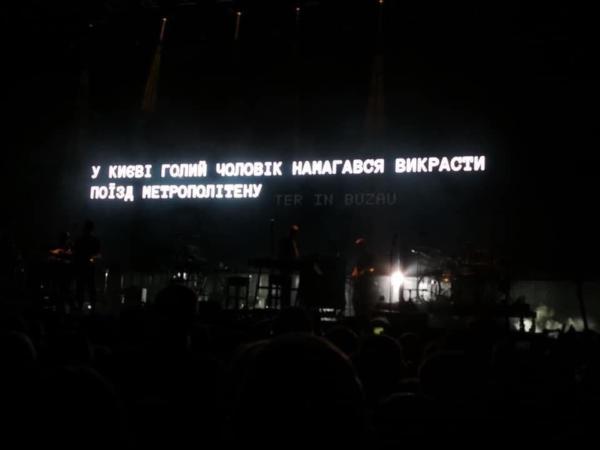 У КИЄВІ ГОЛИЙ ЧОЛОВІК НАМАГАВСЯ ВИКРАСТИ
ПОЇЗД МЕТРОПОЛІТЕНУ
TER IN BUZAU